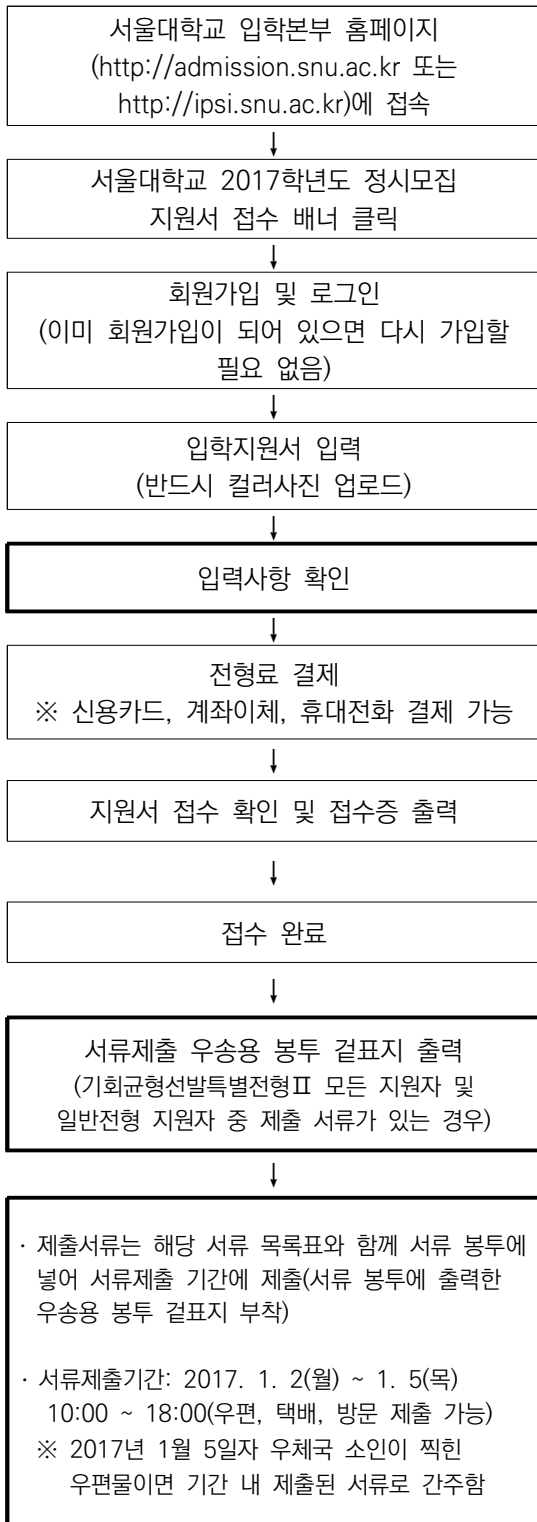 서울대학교 입학본부 홈페이지
(http://admission.snu.ac.kr 또는
http://ipsi.snu.ac.kr)에 접속
↓
서울대학교 2017학년도 정시모집
지원서 접수 배너 클릭
↓
회원가입 및 로그인
(이미 회원가입이 되어 있으면 다시 가입할
필요 없음)
↓
입학지원서 입력
(반드시 컬러사진 업로드)
↓
입력사항 확인
↓
전형료 결제
※ 신용카드, 계좌이체, 휴대전화 결제 가능
↓
지원서 접수 확인 및 접수증 출력
↓
접수 완료
↓
서류제출 우송용 봉투 겉표지 출력
(기회균형선발특별전형Ⅱ 모든 지원자 및
일반전형 지원자 중 제출 서류가 있는 경우)
↓
· 제출서류는 해당 서류 목록표와 함께 서류 봉투에
넣어 서류제출 기간에 제출(서류 봉투에 출력한
우송용 봉투 겉표지 부착)
· 서류제출기간: 2017. 1. 2(월) ~ 1. 5(목)
10:00 ~ 18:00(우편, 택배, 방문 제출 가능)
※ 2017년 1월 5일자 우체국 소인이 찍힌
우편물이면 기간 내 제출된 서류로 간주함